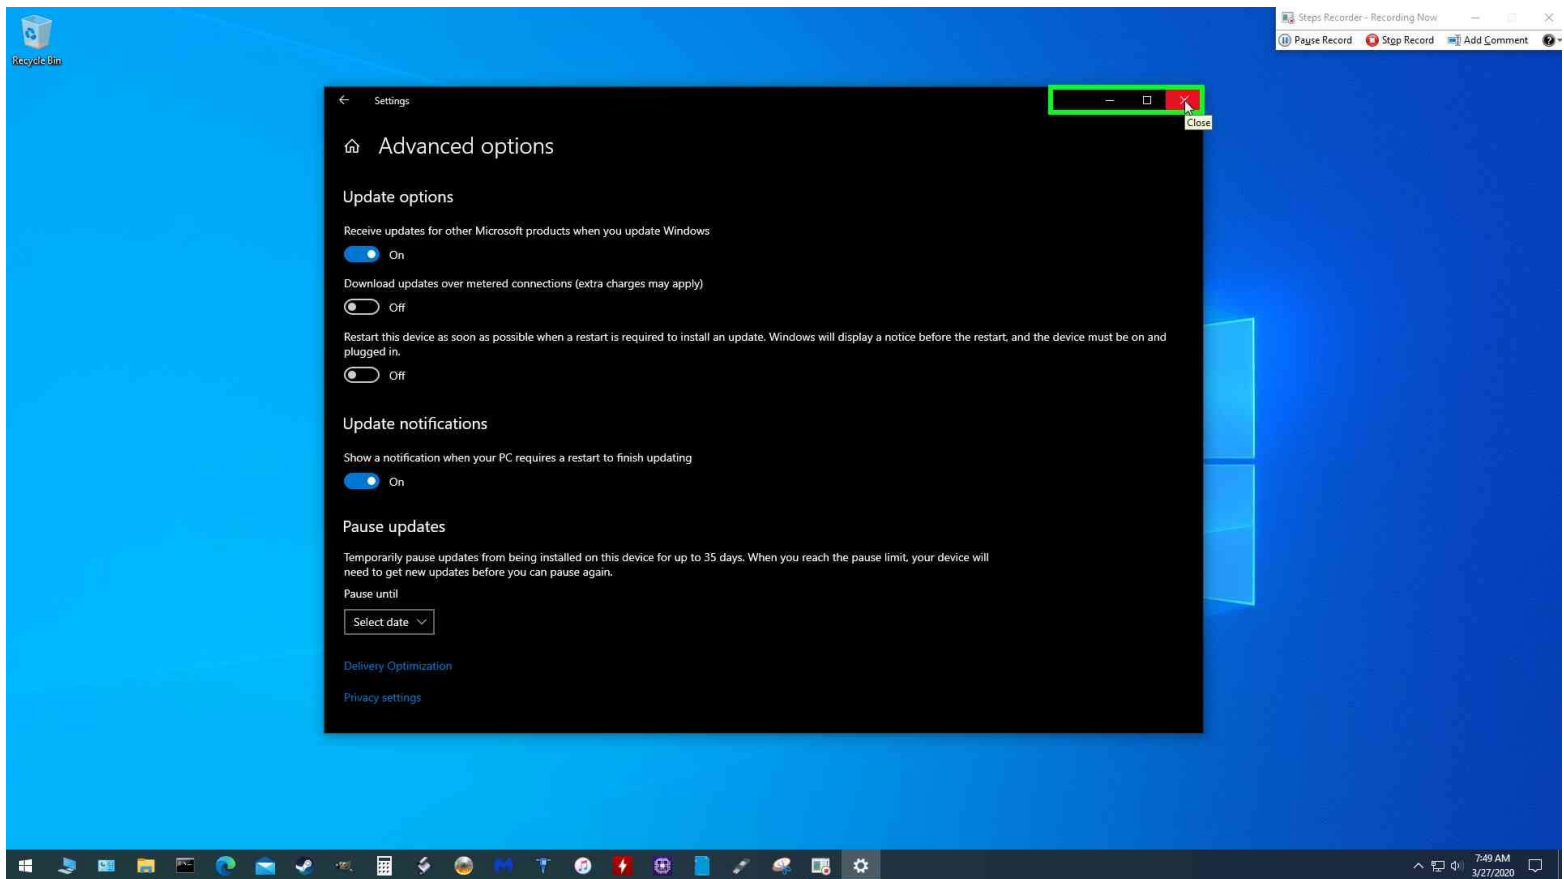 Steps Recorder - Recording Now
Pause Record Stop Record Add Comment
Recycle Bin
Settings
Close
Advanced options
Update options
Receive updates for other Microsoft products when you update Windows
On
Download updates over metered connections (extra charges may apply)
Off
Restart this device as soon as possible when a restart is required to install an update. Windows will display a notice before the restart, and the device must be on and
plugged in.
Off
Update notifications
Show a notification when your PC requires a restart to finish updating
On
Pause updates
Temporarily pause updates from being installed on this device for up to 35 days. When you reach the pause limit, your device will
need to get new updates before you can pause again.
Pause until
Select date
Delivery Optimization
Privacy settings
7:49 AM
3/27/2020